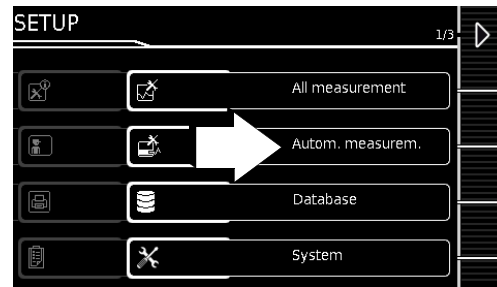 SETUP
1/3
All measurement
Autom. measurem.
Database
System